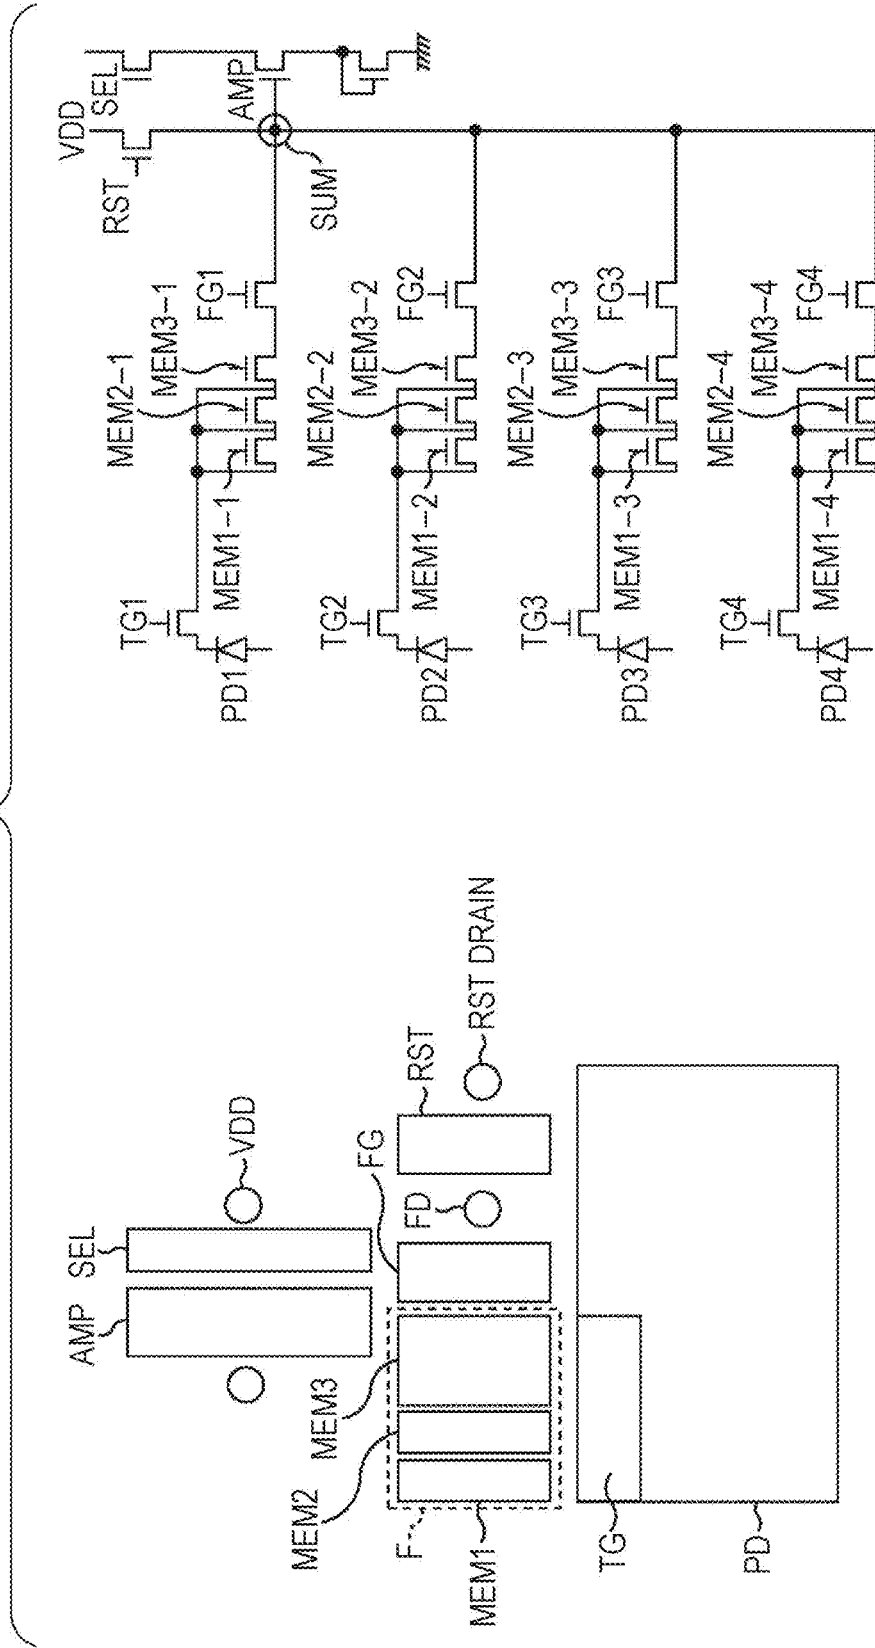 AMP
SEL
VDD
MEM2
MEM3
FG
F
FD
RST
MEM1
RST DRAIN
TG
PD
VDD
SEL
RST
AMP
TG1
MEM2–1
MEM3–1
FG1
SUM
PD1
MEM1–1
TG2
MEM2–2
MEM3–2
FG2
PD2
MEM1–2
TG3
MEM2–3
MEM3–3
FG3
PD3
MEM1–3
TG4
MEM2–4
MEM3–4
FG4
PD4
MEM1–4